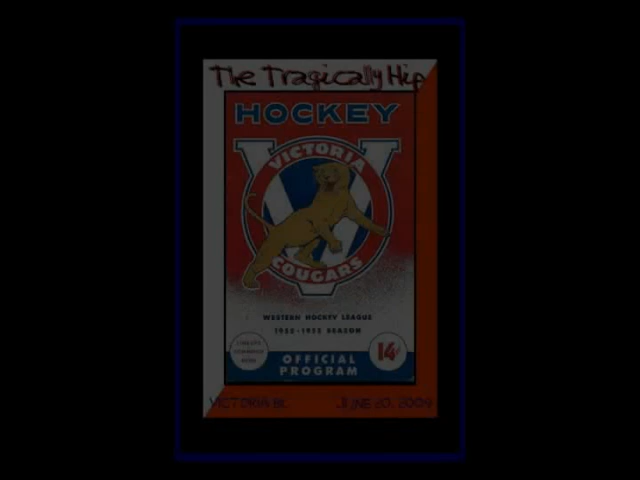 The Tragically Hip
HOCKEY
VICTORIA
COUGARS
WESTERN HOCKEY LEAGUE
1952-1953 SEASON
14¢
OFFICIAL
PROGRAM
VICTORIA BC.
JUNE 20, 2009